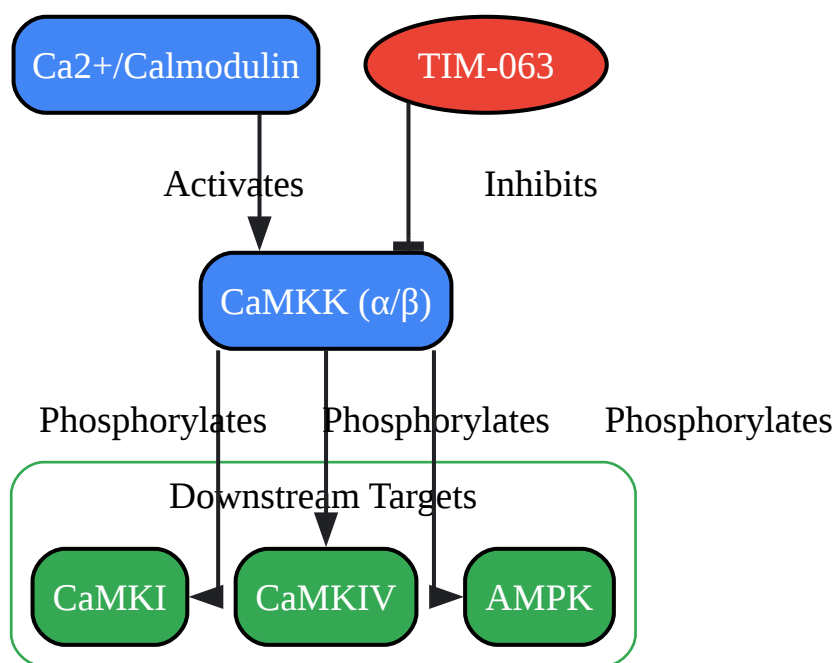 Ca2+/Calmodulin
TIM-063
Activates
Inhibits
CaMKK (α/β)
Phosphorylates
Phosphorylates
Phosphorylates
Downstream Targets
CaMKI
CaMKIV
AMPK